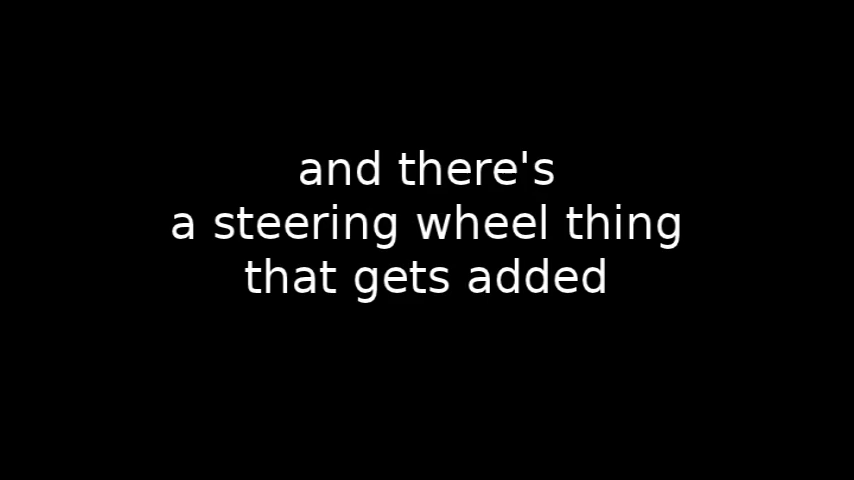 and there's
a steering wheel thing
that gets added